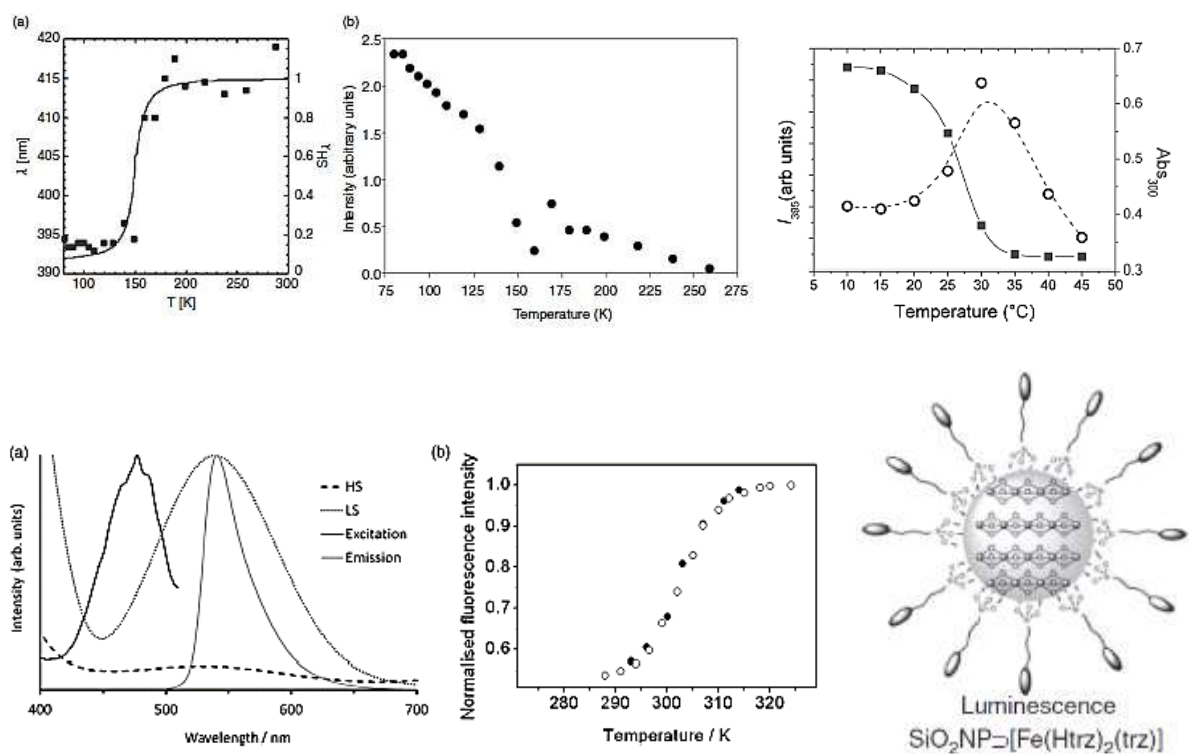 (a)
420
415
410
405
400
395
390
λ [nm]
1
0.8
0.6
0.4
0.2
0
γHS
100
150
200
250
300
T [K]
(b)
2.5
2.0
1.5
1.0
0.5
0.0
Intensity (arbitrary units)
75
100
125
150
175
200
225
250
275
Temperature (K)
I395(arb units)
0.7
0.6
0.5
0.4
0.3
Abs300
10 15 20 25 30 35 40 45 50
Temperature (°C)
(a)
Intensity (arb. units)
HS
LS
Excitation
Emission
400
500
600
700
Wavelength / nm
(b)
Normalised fluorescence intensity
1.0
0.9
0.8
0.7
0.6
280 290 300 310 320
Temperature / K
Luminescence
SiO2NP⊃[Fe(Htrz)2(trz)]